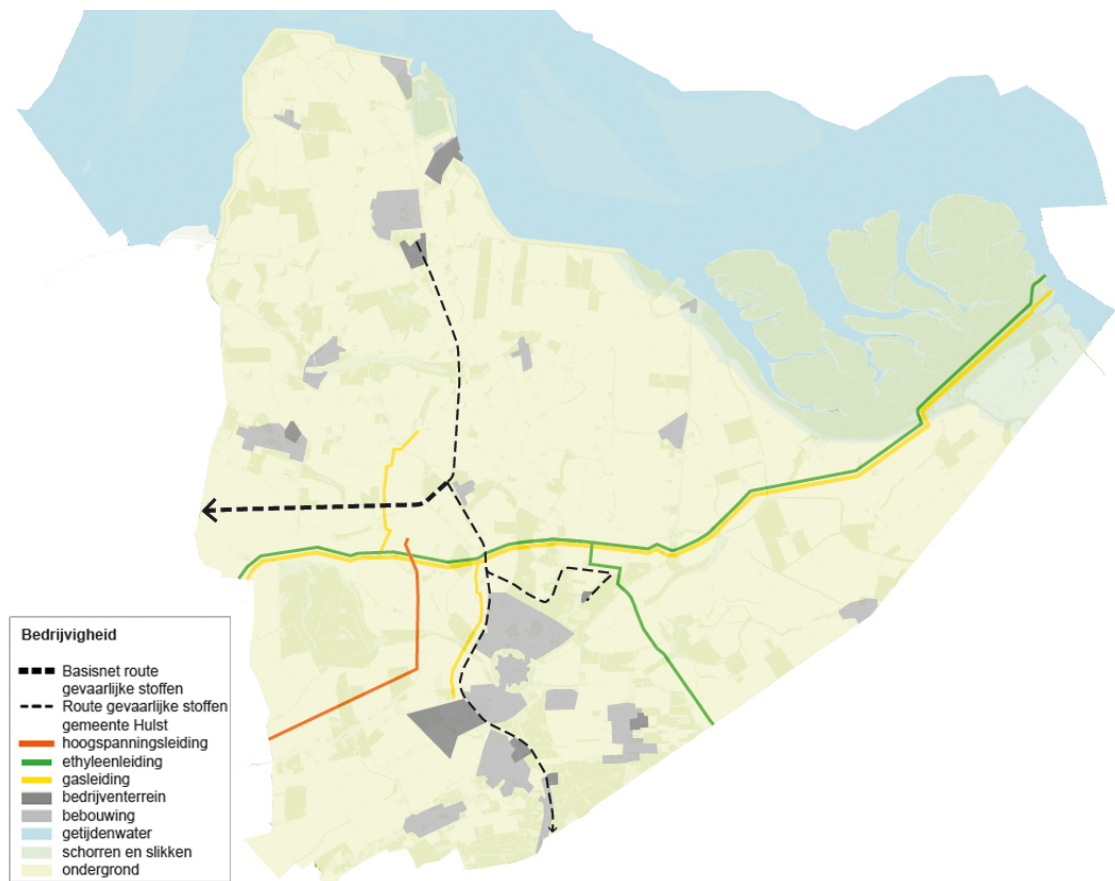 Bedrijvigheid
Basisnet route
gevaarlijke stoffen
Route gevaarlijke stoffen
gemeente Hulst
hoogspanningsleiding
ethyleenleiding
gasleiding
bedrijventerrein
bebouwing
getijdenwater
schorren en slikken
ondergrond